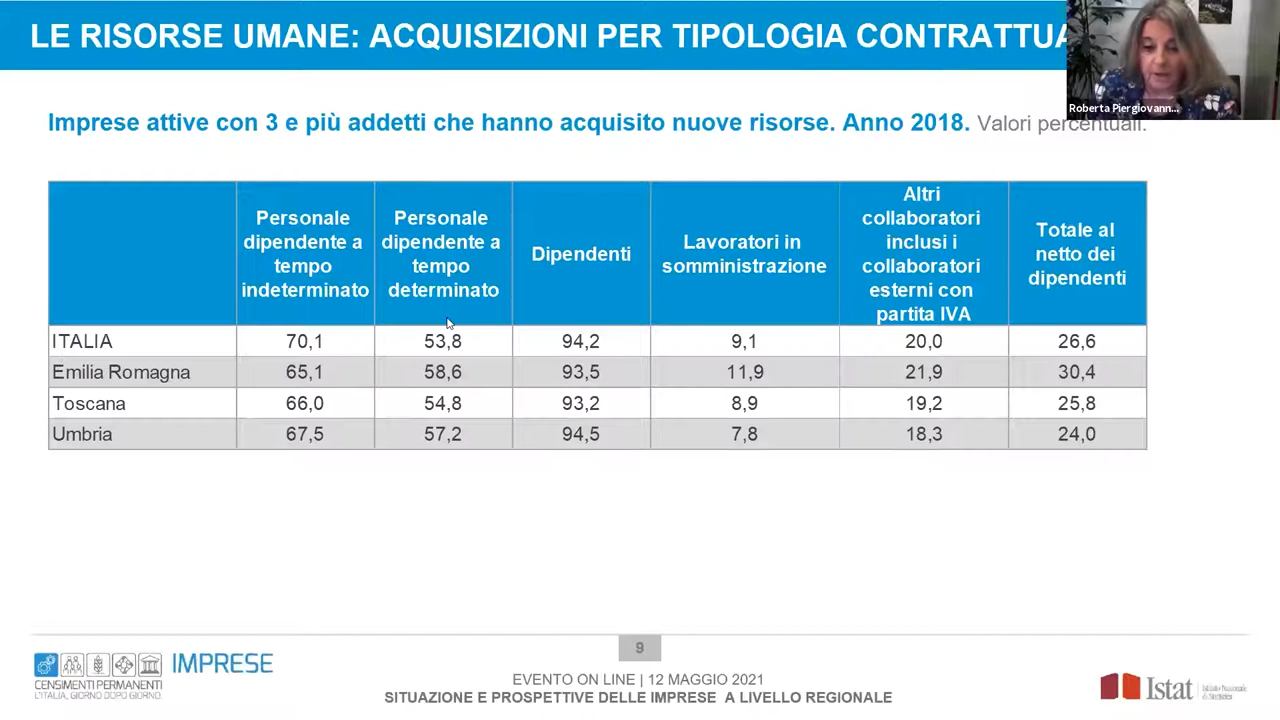 LE RISORSE UMANE: ACQUISIZIONI PER TIPOLOGIA CONTRATTUA
Roberta Piergiovann...
Imprese attive con 3 e più addetti che hanno acquisito nuove risorse. Anno 2018. Valori percentuali.
Personale dipendente a tempo indeterminato
Personale dipendente a tempo determinato
Dipendenti
Lavoratori in somministrazione
Altri collaboratori inclusi i collaboratori esterni con partita IVA
Totale al netto dei dipendenti
ITALIA 70,1 53,8 94,2 9,1 20,0 26,6
Emilia Romagna 65,1 58,6 93,5 11,9 21,9 30,4
Toscana 66,0 54,8 93,2 8,9 19,2 25,8
Umbria 67,5 57,2 94,5 7,8 18,3 24,0
9
IMPRESE
CENSIMENTI PERMANENTI
L'ITALIA, GIORNO DOPO GIORNO.
EVENTO ON LINE | 12 MAGGIO 2021
SITUAZIONE E PROSPETTIVE DELLE IMPRESE A LIVELLO REGIONALE
Istat
Istituto Nazionale
di Statistica